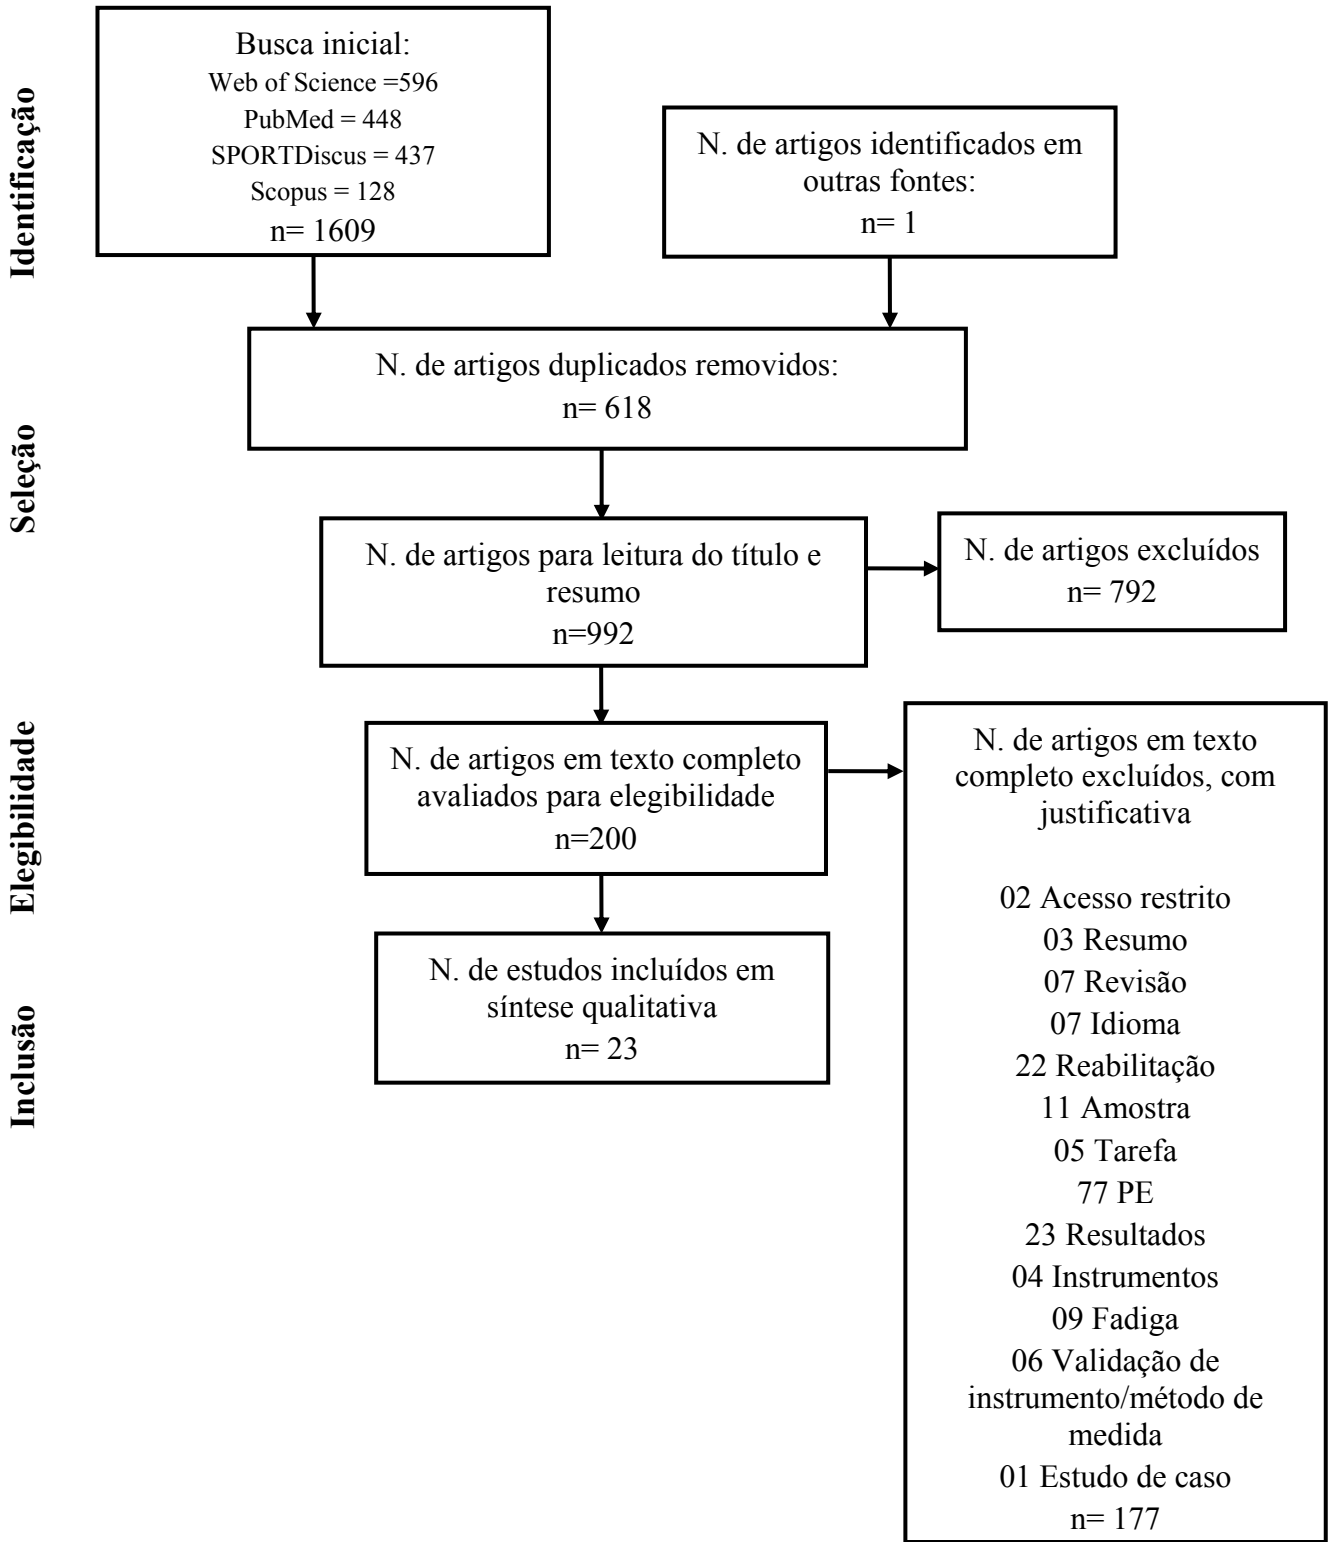 Identificação
Busca inicial:
Web of Science =596
PubMed = 448
SPORTDiscus = 437
Scopus = 128
n= 1609
N. de artigos identificados em
outras fontes:
n= 1
Seleção
N. de artigos duplicados removidos:
n= 618
N. de artigos para leitura do título e
resumo
n=992
N. de artigos excluídos
n= 792
Elegibilidade
N. de artigos em texto completo
avaliados para elegibilidade
n=200
N. de artigos em texto
completo excluídos, com
justificativa
02 Acesso restrito
03 Resumo
07 Revisão
07 Idioma
22 Reabilitação
11 Amostra
05 Tarefa
77 PE
23 Resultados
04 Instrumentos
09 Fadiga
06 Validação de
instrumento/método de
medida
01 Estudo de caso
n= 177
Inclusão
N. de estudos incluídos em
síntese qualitativa
n= 23